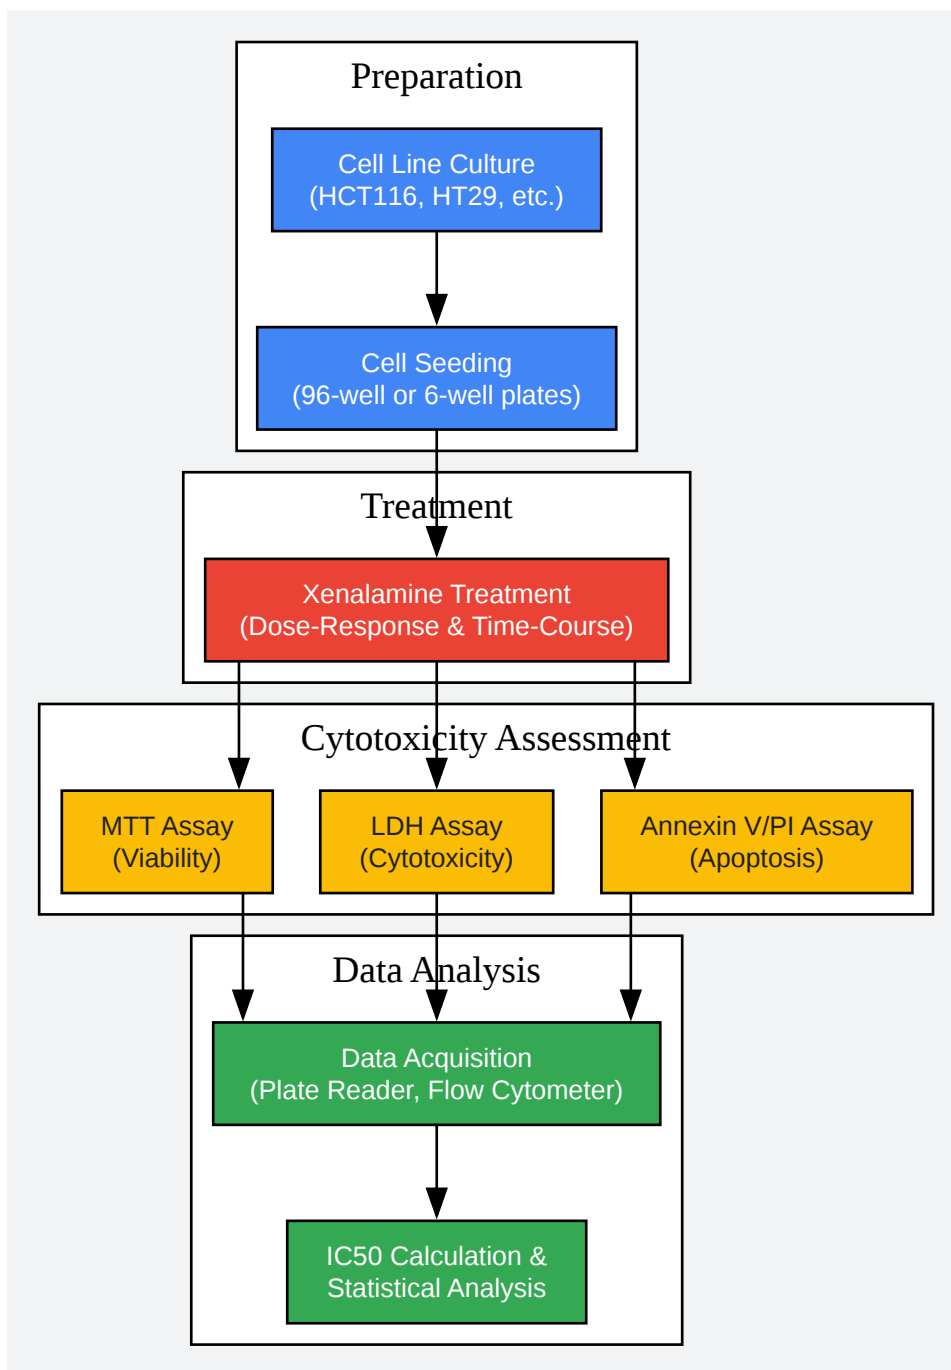 Preparation
Cell Line Culture
(HCT116, HT29, etc.)
Cell Seeding
(96-well or 6-well plates)
Treatment
Xenalamine Treatment
(Dose-Response & Time-Course)
Cytotoxicity Assessment
MTT Assay
(Viability)
LDH Assay
(Cytotoxicity)
Annexin V/PI Assay
(Apoptosis)
Data Analysis
Data Acquisition
(Plate Reader, Flow Cytometer)
IC50 Calculation &
Statistical Analysis